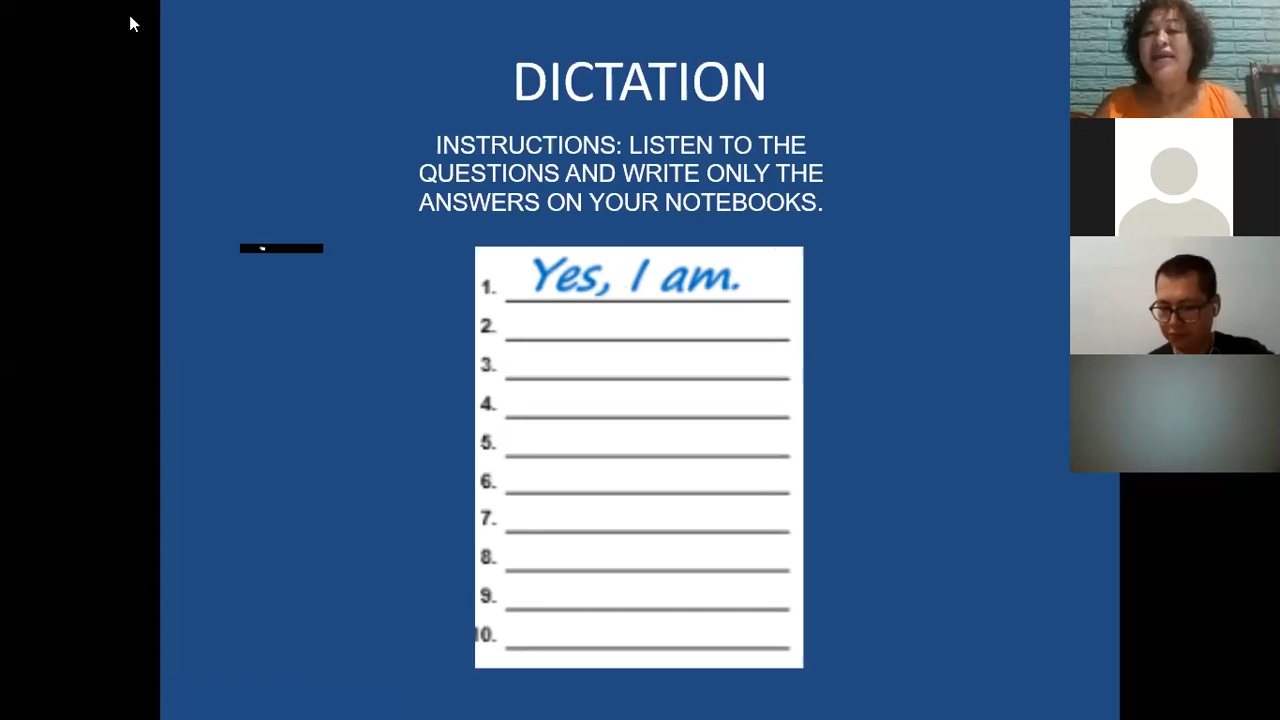 DICTATION
INSTRUCTIONS: LISTEN TO THE
QUESTIONS AND WRITE ONLY THE
ANSWERS ON YOUR NOTEBOOKS.
1. Yes, I am.
2.
3.
4.
5.
6.
7.
8.
9.
10.